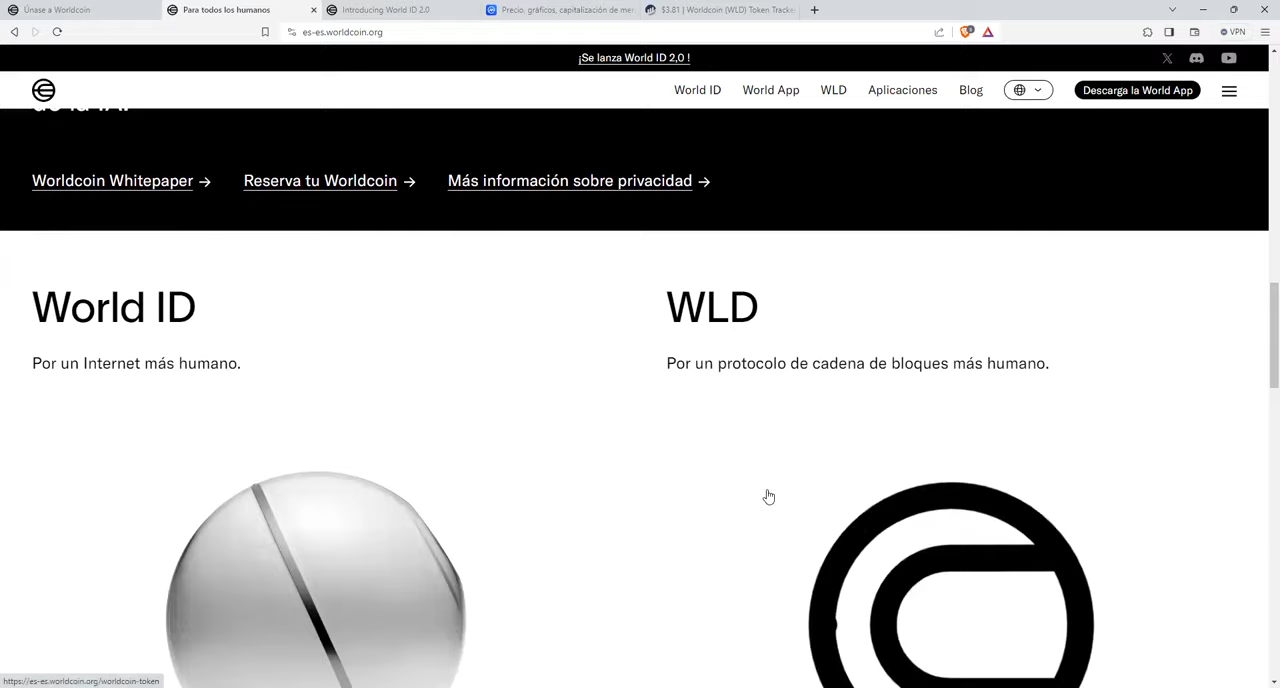 Únase a Worldcoin
Para todos los humanos
Introducing World ID 2.0
Precio, gráficos, capitalización de mer
$3.81 | Worldcoin (WLD) Token Tracke
es-es.worldcoin.org
VPN
¡Se lanza World ID 2,0 !
World ID
World App
WLD
Aplicaciones
Blog
Descarga la World App
Worldcoin Whitepaper →
Reserva tu Worldcoin →
Más información sobre privacidad →
World ID
WLD
Por un Internet más humano.
Por un protocolo de cadena de bloques más humano.
https://es-es.worldcoin.org/worldcoin-token